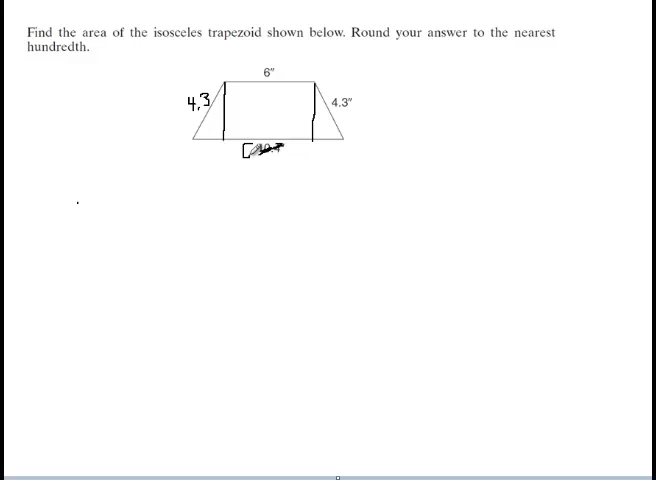 Find the area of the isosceles trapezoid shown below. Round your answer to the nearest
hundredth.
6"
4.3
4.3"